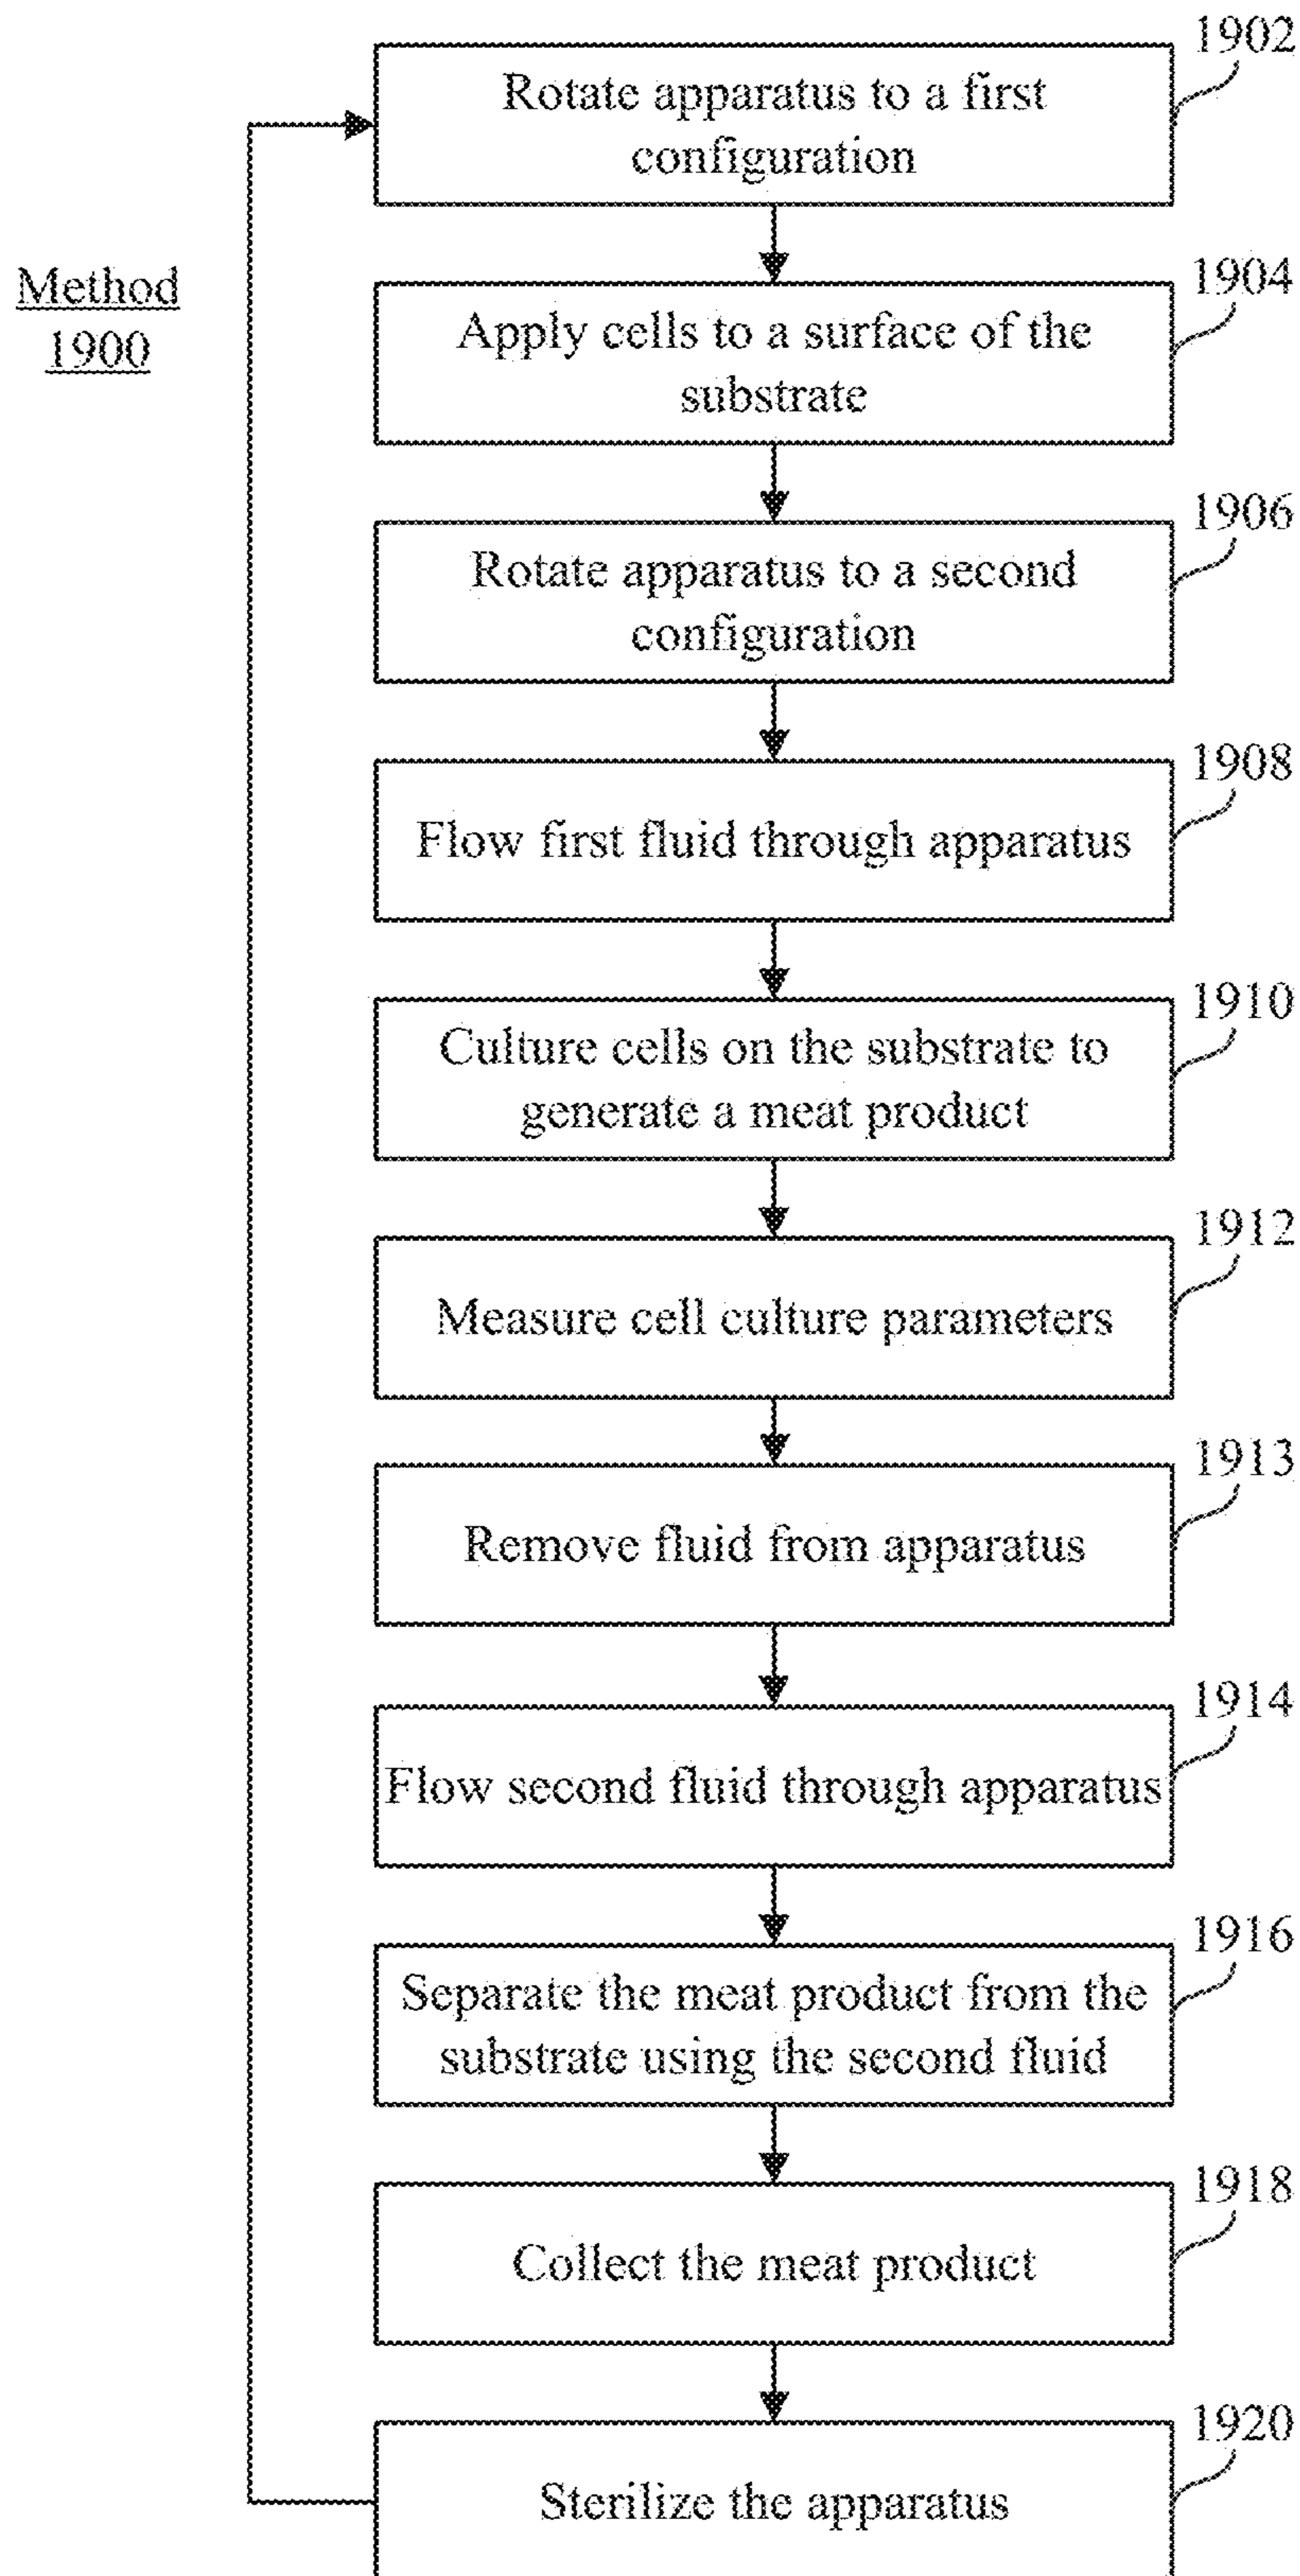 1902
Rotate apparatus to a first
configuration
Method
1900
1904
Apply cells to a surface of the
substrate
1906
Rotate apparatus to a second
configuration
1908
Flow first fluid through apparatus
1910
Culture cells on the substrate to
generate a meat product
1912
Measure cell culture parameters
1913
Remove fluid from apparatus
1914
Flow second fluid through apparatus
1916
Separate the meat product from the
substrate using the second fluid
1918
Collect the meat product
1920
Sterilize the apparatus